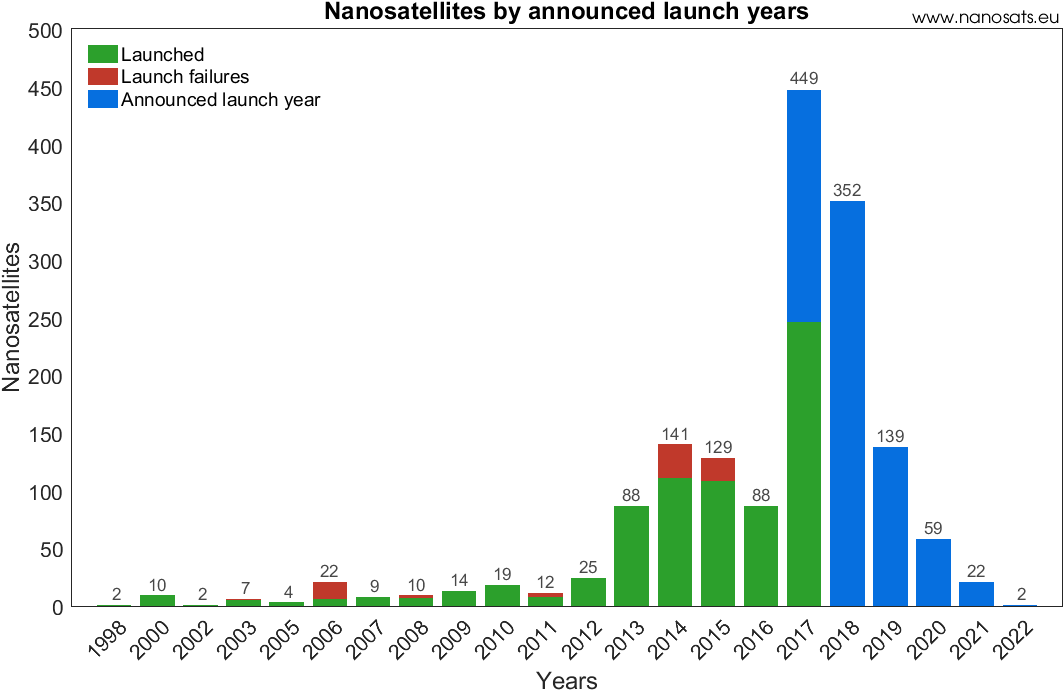 Nanosatellites by announced launch years
www.nanosats.eu
Launched
Launch failures
Announced launch year
Nanosatellites
500
450
400
350
300
250
200
150
100
50
0
2 10 2 7 4 22 9 10 14 19 12 25 88 141 129 88 449 352 139 59 22 2
1998 2000 2002 2003 2005 2006 2007 2008 2009 2010 2011 2012 2013 2014 2015 2016 2017 2018 2019 2020 2021 2022
Years